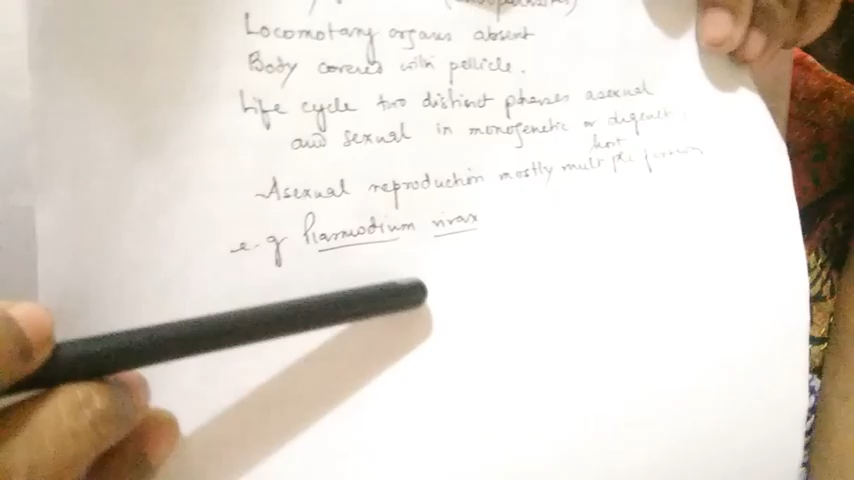 Locomotary organs absent
Body covered with pellicle.
Life cycle two distinct phases asexual
and sexual in monogenetic or digenetic
host
Asexual reproduction mostly multiple
e.g Plasmodium vivax